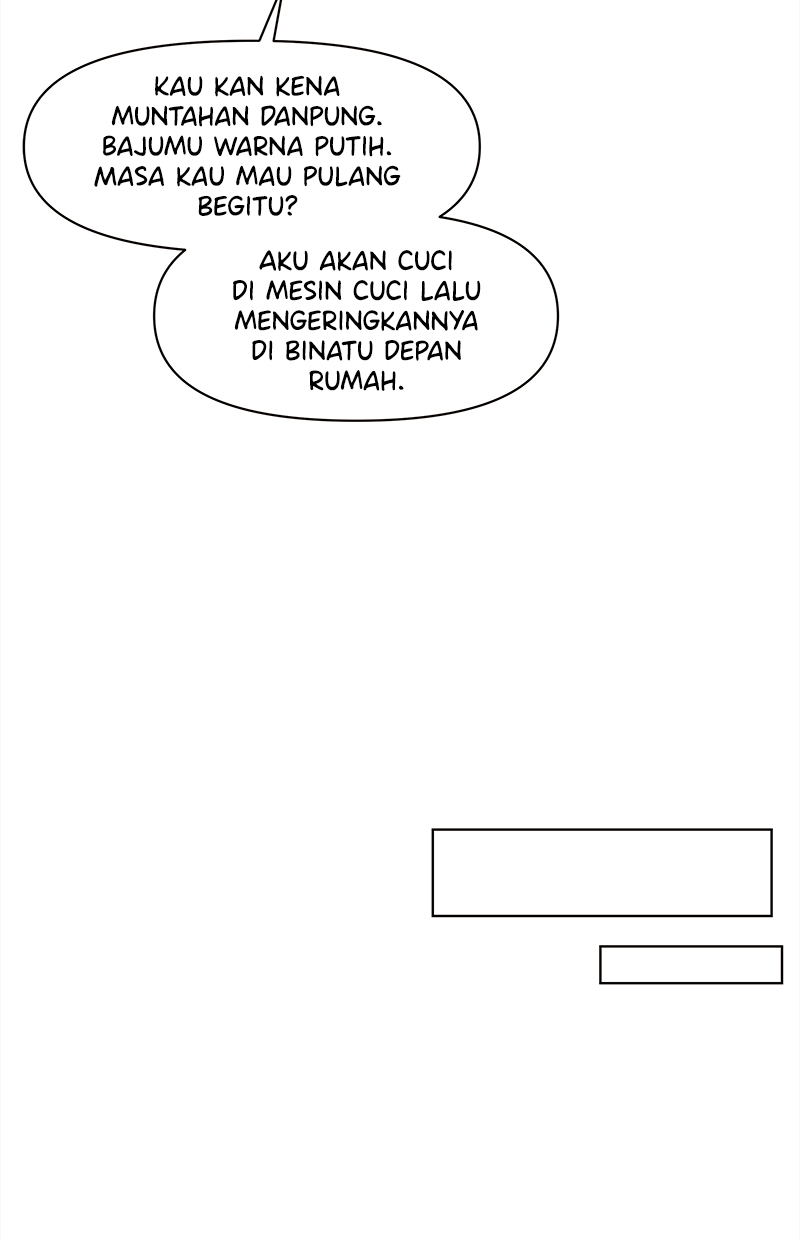 KAU KAN KENA
MUNTAHAN DANPUNG.
BAJUMU WARNA PUTIH.
MASA KAU MAU PULANG
BEGITU?
AKU AKAN CUCI
DI MESIN CUCI LALU
MENGERINGKANNYA
DI BINATU DEPAN
RUMAH.